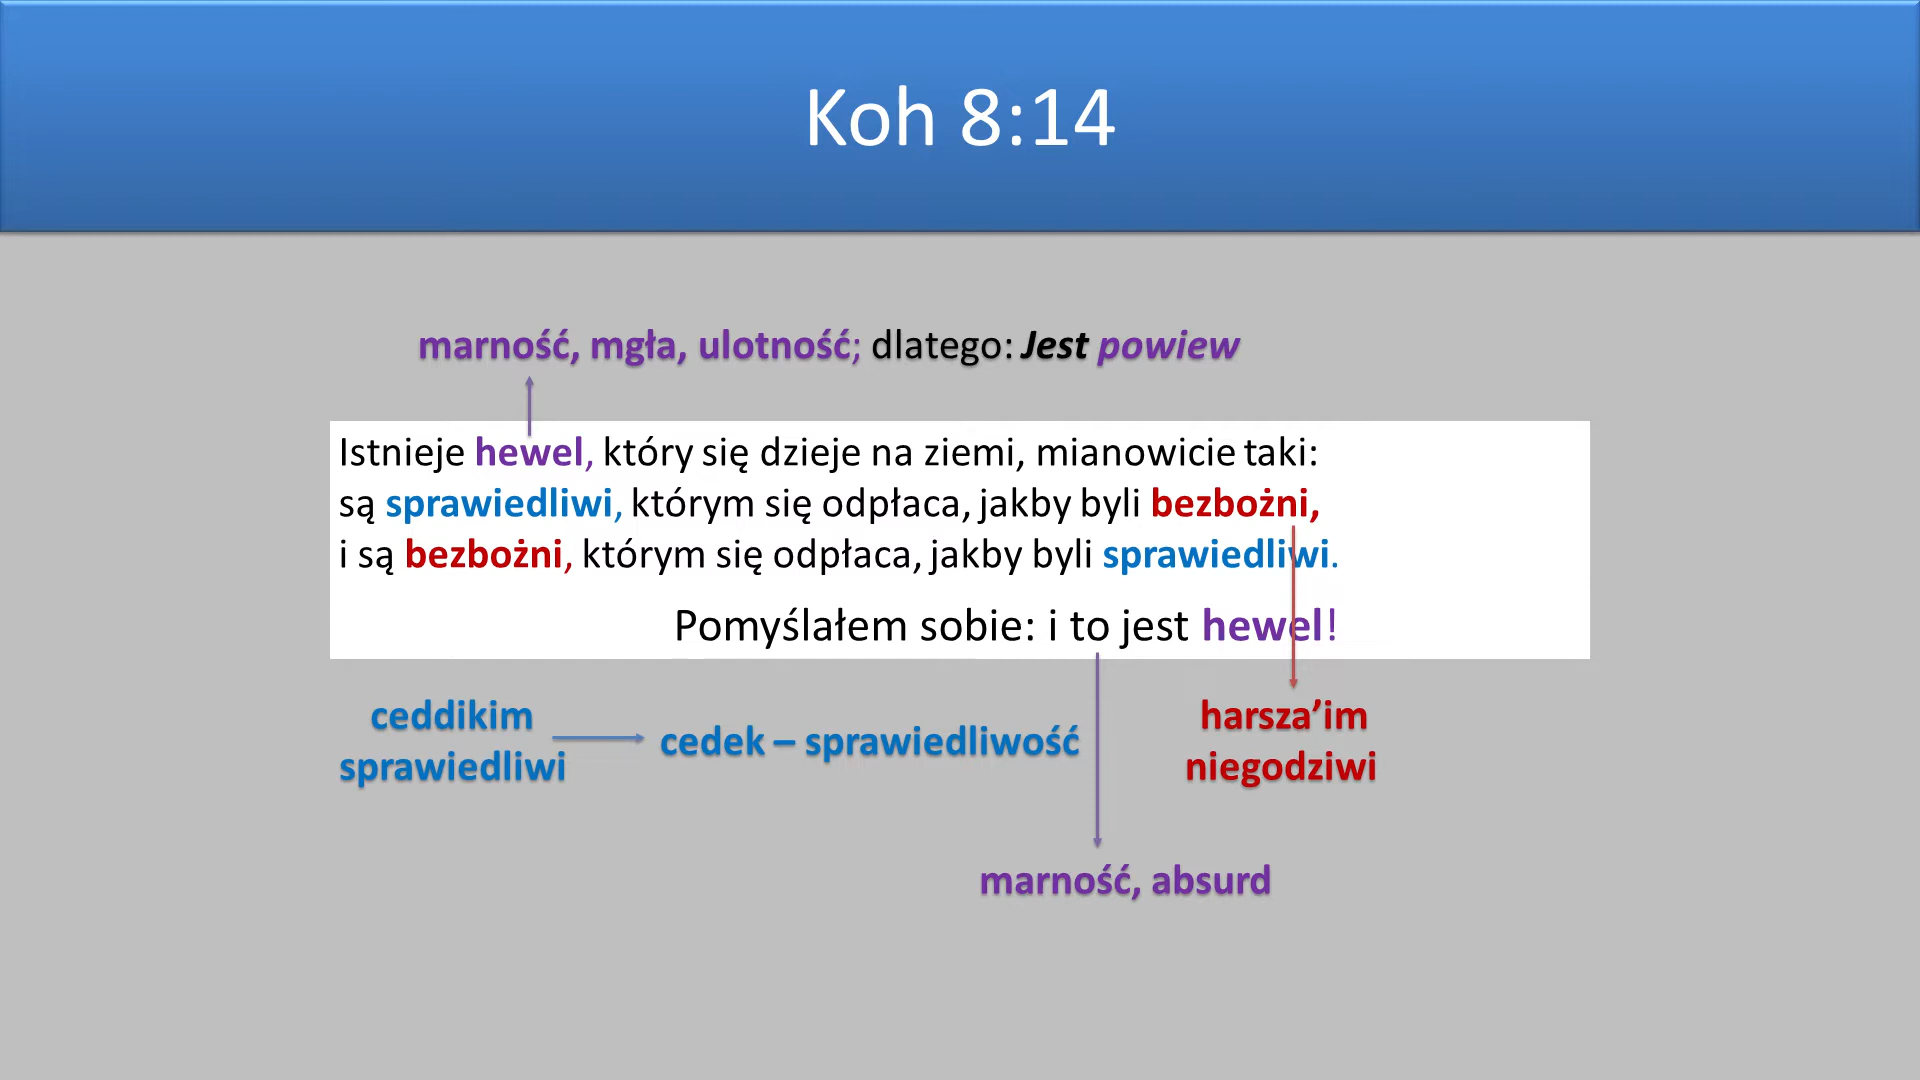 Koh 8:14
marność, mgła, ulotność; dlatego: Jest powiew
Istnieje hewel, który się dzieje na ziemi, mianowicie taki:
są sprawiedliwi, którym się odpłaca, jakby byli bezbożni,
i są bezbożni, którym się odpłaca, jakby byli sprawiedliwi.
Pomyślałem sobie: i to jest hewel!
ceddikim
sprawiedliwi
cedek – sprawiedliwość
harsza’im
niegodziwi
marność, absurd